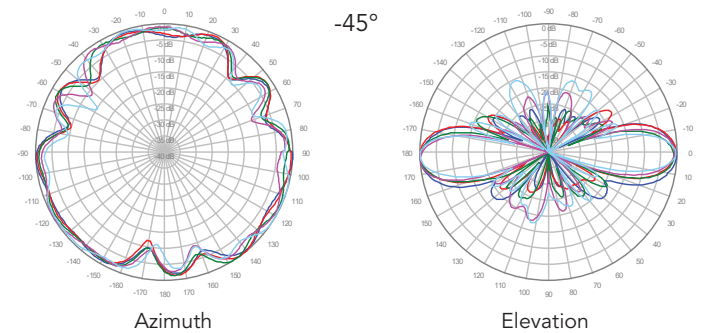 -45°
-10 0 10
-20 20
-30 30
-40 40
-50 50
-60 60
-70 70
-80 80
-90 90
-100 100
-110 110
-120 120
-130 130
-140 140
-150 150
-160 160
-170 180 170
-5 dB
-10 dB
-15 dB
-20 dB
-25 dB
-30 dB
-35 dB
-40 dB
Azimuth
-100 -90 -80
-110 -70
-120 -60
-130 -50
-140 -40
-150 -30
-160 -20
-170 -10
180 0
170 10
160 20
150 30
140 40
130 50
120 60
110 70
100 90 80
0 dB
-5 dB
-10 dB
-15 dB
-20 dB
Elevation